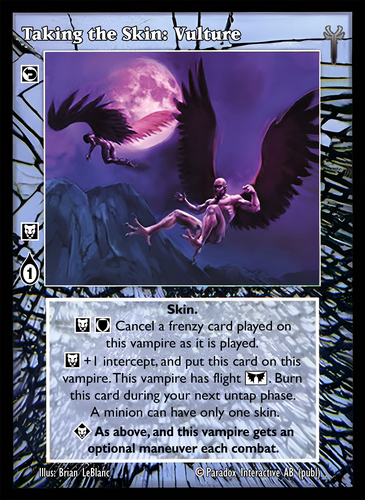 Taking the Skin: Vulture
1
Skin.
Cancel a frenzy card played on
this vampire as it is played.
+1 intercept, and put this card on
this vampire. This vampire has flight. Burn
this card during your next untap phase.
A minion can have only one skin.
As above, and this vampire gets an
optional maneuver each combat.
Illus: Brian LeBlanc © Paradox Interactive AB (publ)